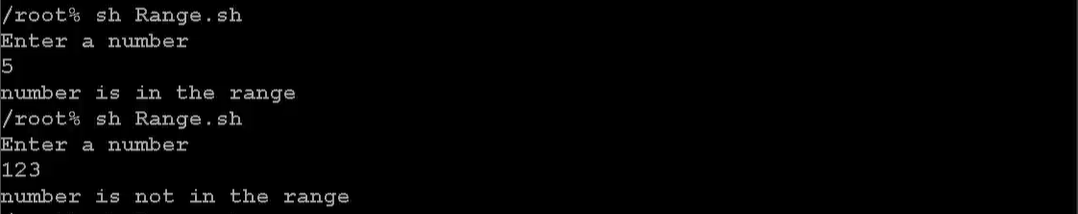 /root% sh Range.sh
Enter a number
5
number is in the range
/root% sh Range.sh
Enter a number
123
number is not in the range